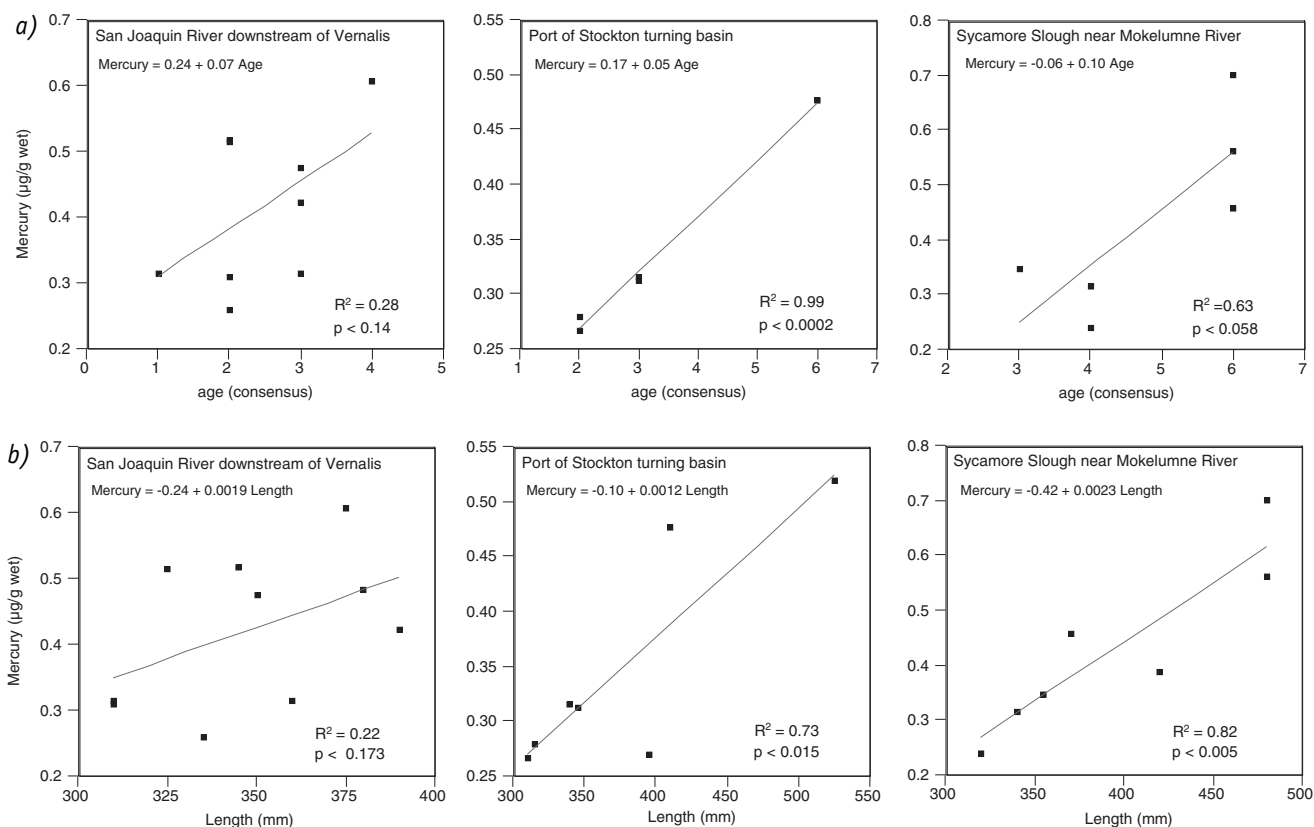 a)
San Joaquin River downstream of Vernalis
Mercury = 0.24 + 0.07 Age
Mercury (µg/g wet)
0.7
0.6
0.5
0.4
0.3
0.2
R² = 0.28
p < 0.14
0 1 2 3 4 5
age (consensus)
Port of Stockton turning basin
Mercury = 0.17 + 0.05 Age
0.55
0.50
0.45
0.40
0.35
0.30
0.25
R² = 0.99
p < 0.0002
1 2 3 4 5 6 7
age (consensus)
Sycamore Slough near Mokelumne River
Mercury = -0.06 + 0.10 Age
0.8
0.7
0.6
0.5
0.4
0.3
0.2
R² =0.63
p < 0.058
2 3 4 5 6 7
age (consensus)
b)
San Joaquin River downstream of Vernalis
Mercury = -0.24 + 0.0019 Length
Mercury (µg/g wet)
0.7
0.6
0.5
0.4
0.3
0.2
R² = 0.22
p < 0.173
300 325 350 375 400
Length (mm)
Port of Stockton turning basin
Mercury = -0.10 + 0.0012 Length
0.55
0.50
0.45
0.40
0.35
0.30
0.25
R² = 0.73
p < 0.015
300 350 400 450 500 550
Length (mm)
Sycamore Slough near Mokelumne River
Mercury = -0.42 + 0.0023 Length
0.8
0.7
0.6
0.5
0.4
0.3
0.2
R² = 0.82
p < 0.005
300 350 400 450 500
Length (mm)